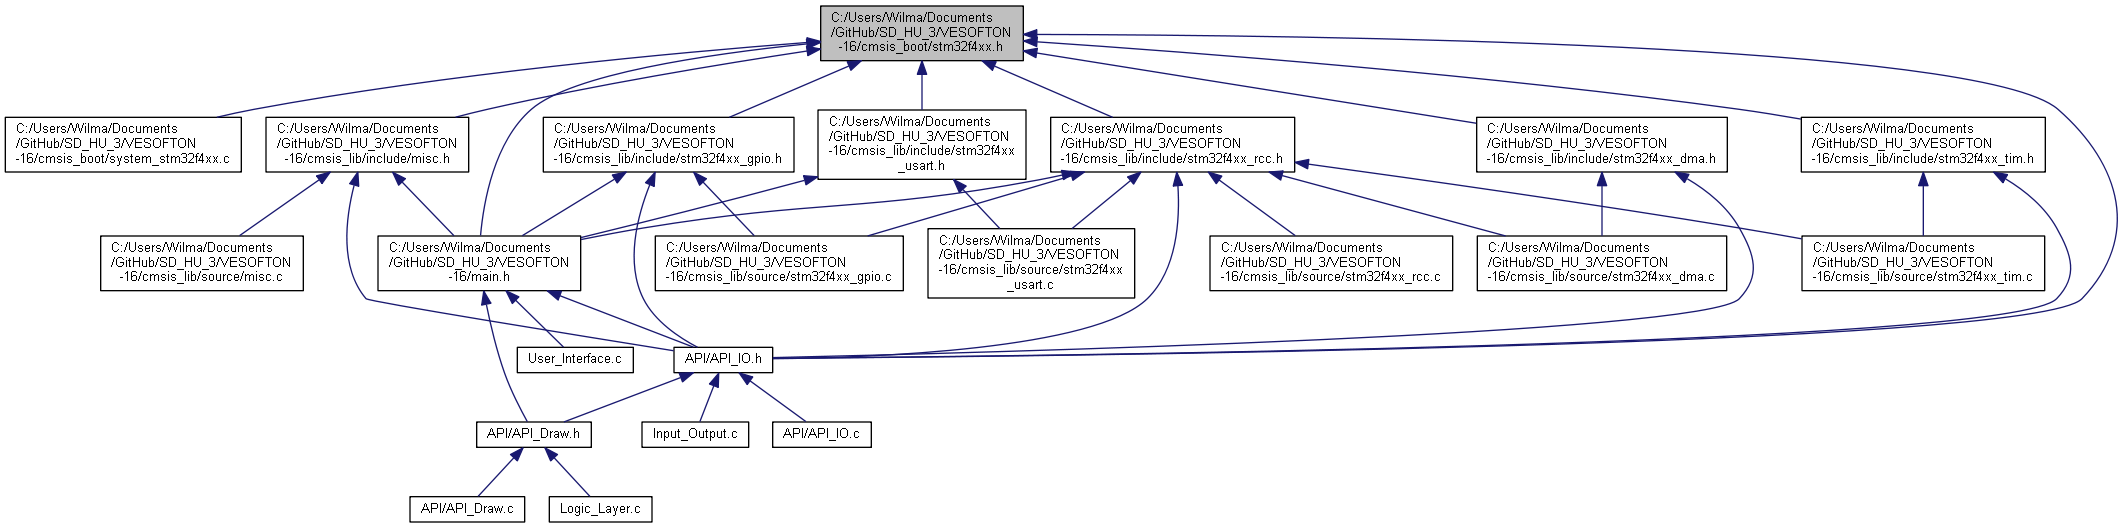 C:/Users/Wilma/Documents
/GitHub/SD_HU_3/VESOFTON
-16/cmsis_boot/stm32f4xx.h
C:/Users/Wilma/Documents
/GitHub/SD_HU_3/VESOFTON
-16/cmsis_boot/system_stm32f4xx.c
C:/Users/Wilma/Documents
/GitHub/SD_HU_3/VESOFTON
-16/cmsis_lib/include/misc.h
C:/Users/Wilma/Documents
/GitHub/SD_HU_3/VESOFTON
-16/cmsis_lib/include/stm32f4xx_gpio.h
C:/Users/Wilma/Documents
/GitHub/SD_HU_3/VESOFTON
-16/cmsis_lib/include/stm32f4xx
_usart.h
C:/Users/Wilma/Documents
/GitHub/SD_HU_3/VESOFTON
-16/cmsis_lib/include/stm32f4xx_rcc.h
C:/Users/Wilma/Documents
/GitHub/SD_HU_3/VESOFTON
-16/cmsis_lib/include/stm32f4xx_dma.h
C:/Users/Wilma/Documents
/GitHub/SD_HU_3/VESOFTON
-16/cmsis_lib/include/stm32f4xx_tim.h
C:/Users/Wilma/Documents
/GitHub/SD_HU_3/VESOFTON
-16/cmsis_lib/source/misc.c
C:/Users/Wilma/Documents
/GitHub/SD_HU_3/VESOFTON
-16/main.h
C:/Users/Wilma/Documents
/GitHub/SD_HU_3/VESOFTON
-16/cmsis_lib/source/stm32f4xx_gpio.c
C:/Users/Wilma/Documents
/GitHub/SD_HU_3/VESOFTON
-16/cmsis_lib/source/stm32f4xx
_usart.c
C:/Users/Wilma/Documents
/GitHub/SD_HU_3/VESOFTON
-16/cmsis_lib/source/stm32f4xx_rcc.c
C:/Users/Wilma/Documents
/GitHub/SD_HU_3/VESOFTON
-16/cmsis_lib/source/stm32f4xx_dma.c
C:/Users/Wilma/Documents
/GitHub/SD_HU_3/VESOFTON
-16/cmsis_lib/source/stm32f4xx_tim.c
User_Interface.c
API/API_IO.h
API/API_Draw.h
Input_Output.c
API/API_IO.c
API/API_Draw.c
Logic_Layer.c